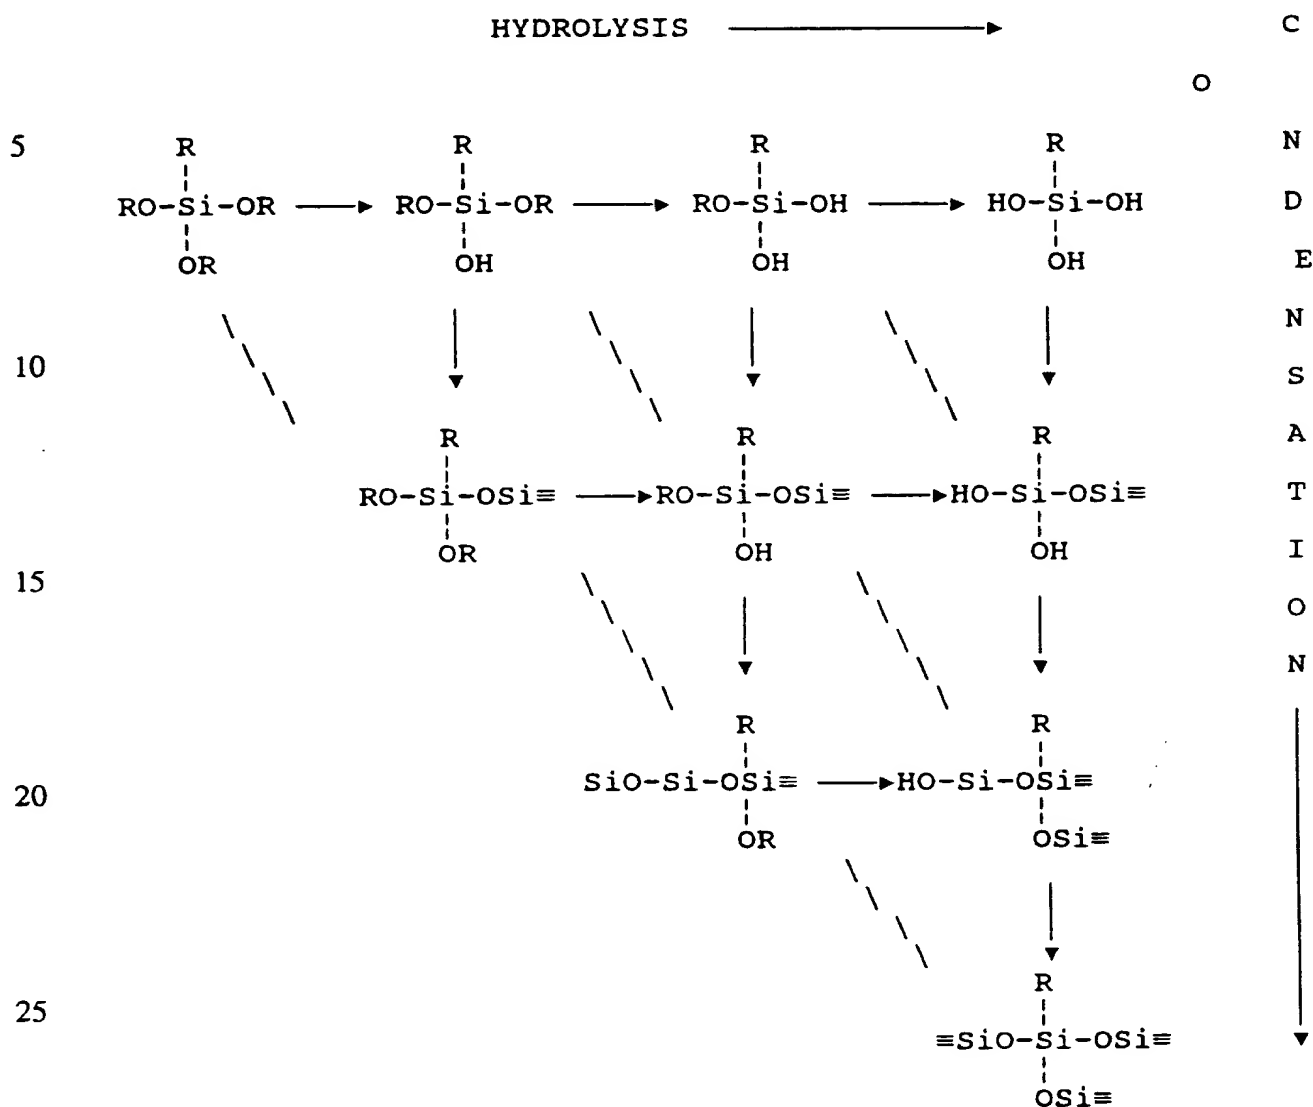 HYDROLYSIS C
O
5 R R R R N
RO-Si-OR RO-Si-OR RO-Si-OH HO-Si-OH D
OR OH OH OH E
N
10 S
R R R A
RO-Si-OSi≡ RO-Si-OSi≡ HO-Si-OSi≡ T
OR OH OH I
15 O
N
R R
20 SiO-Si-OSi≡ HO-Si-OSi≡
OR OSi≡
R
25 ≡SiO-Si-OSi≡
OSi≡